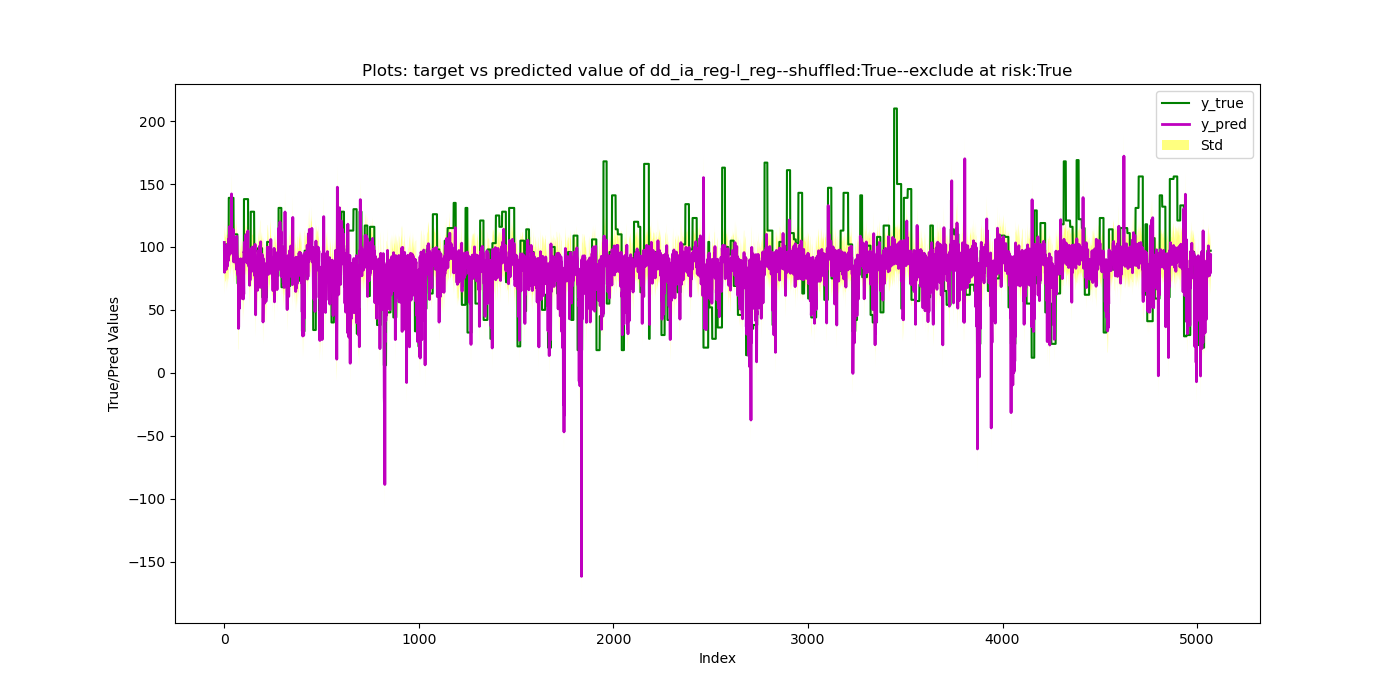 Plots: target vs predicted value of dd_ia_reg-l_reg--shuffled:True--exclude at risk:True
y_true
y_pred
Std
200
150
100
50
0
−50
−100
−150
True/Pred Values
0
1000
2000
3000
4000
5000
Index